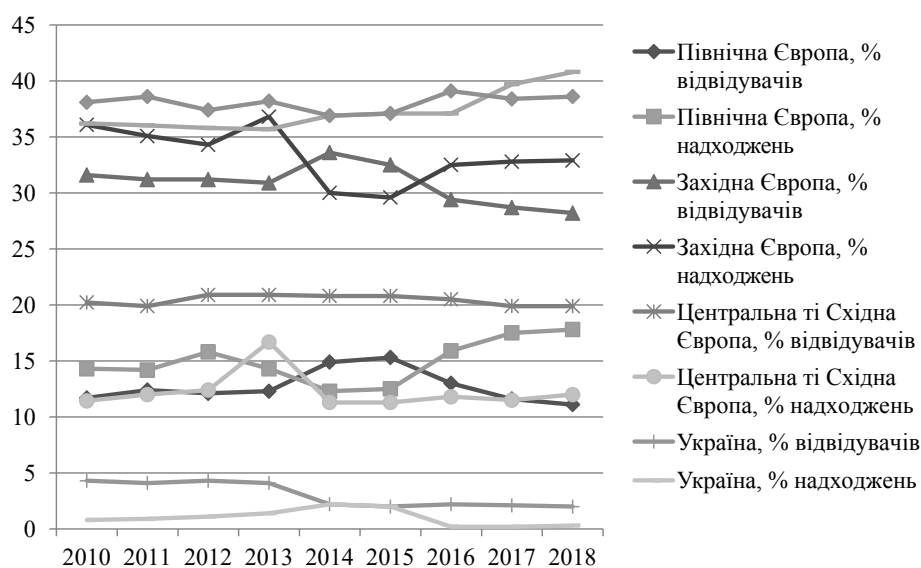 45
40
35
30
25
20
15
10
5
0
2010 2011 2012 2013 2014 2015 2016 2017 2018
Північна Європа, %
відвідувачів
Північна Європа, %
надходжень
Західна Європа, %
відвідувачів
Західна Європа, %
надходжень
Центральна ті Східна
Європа, % відвідувачів
Центральна ті Східна
Європа, % надходжень
Україна, % відвідувачів
Україна, % надходжень